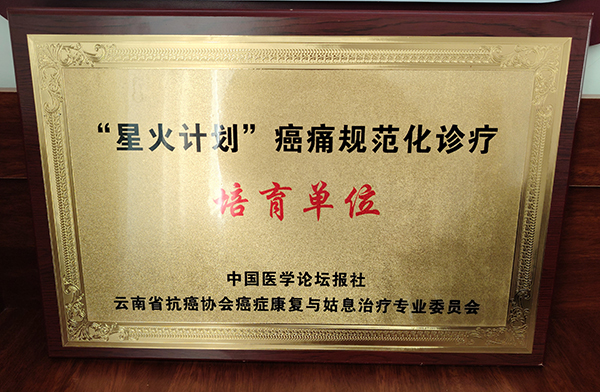 “星火计划”癌痛规范化诊疗
培育单位
中国医学论坛报社
云南省抗癌协会癌症康复与姑息治疗专业委员会